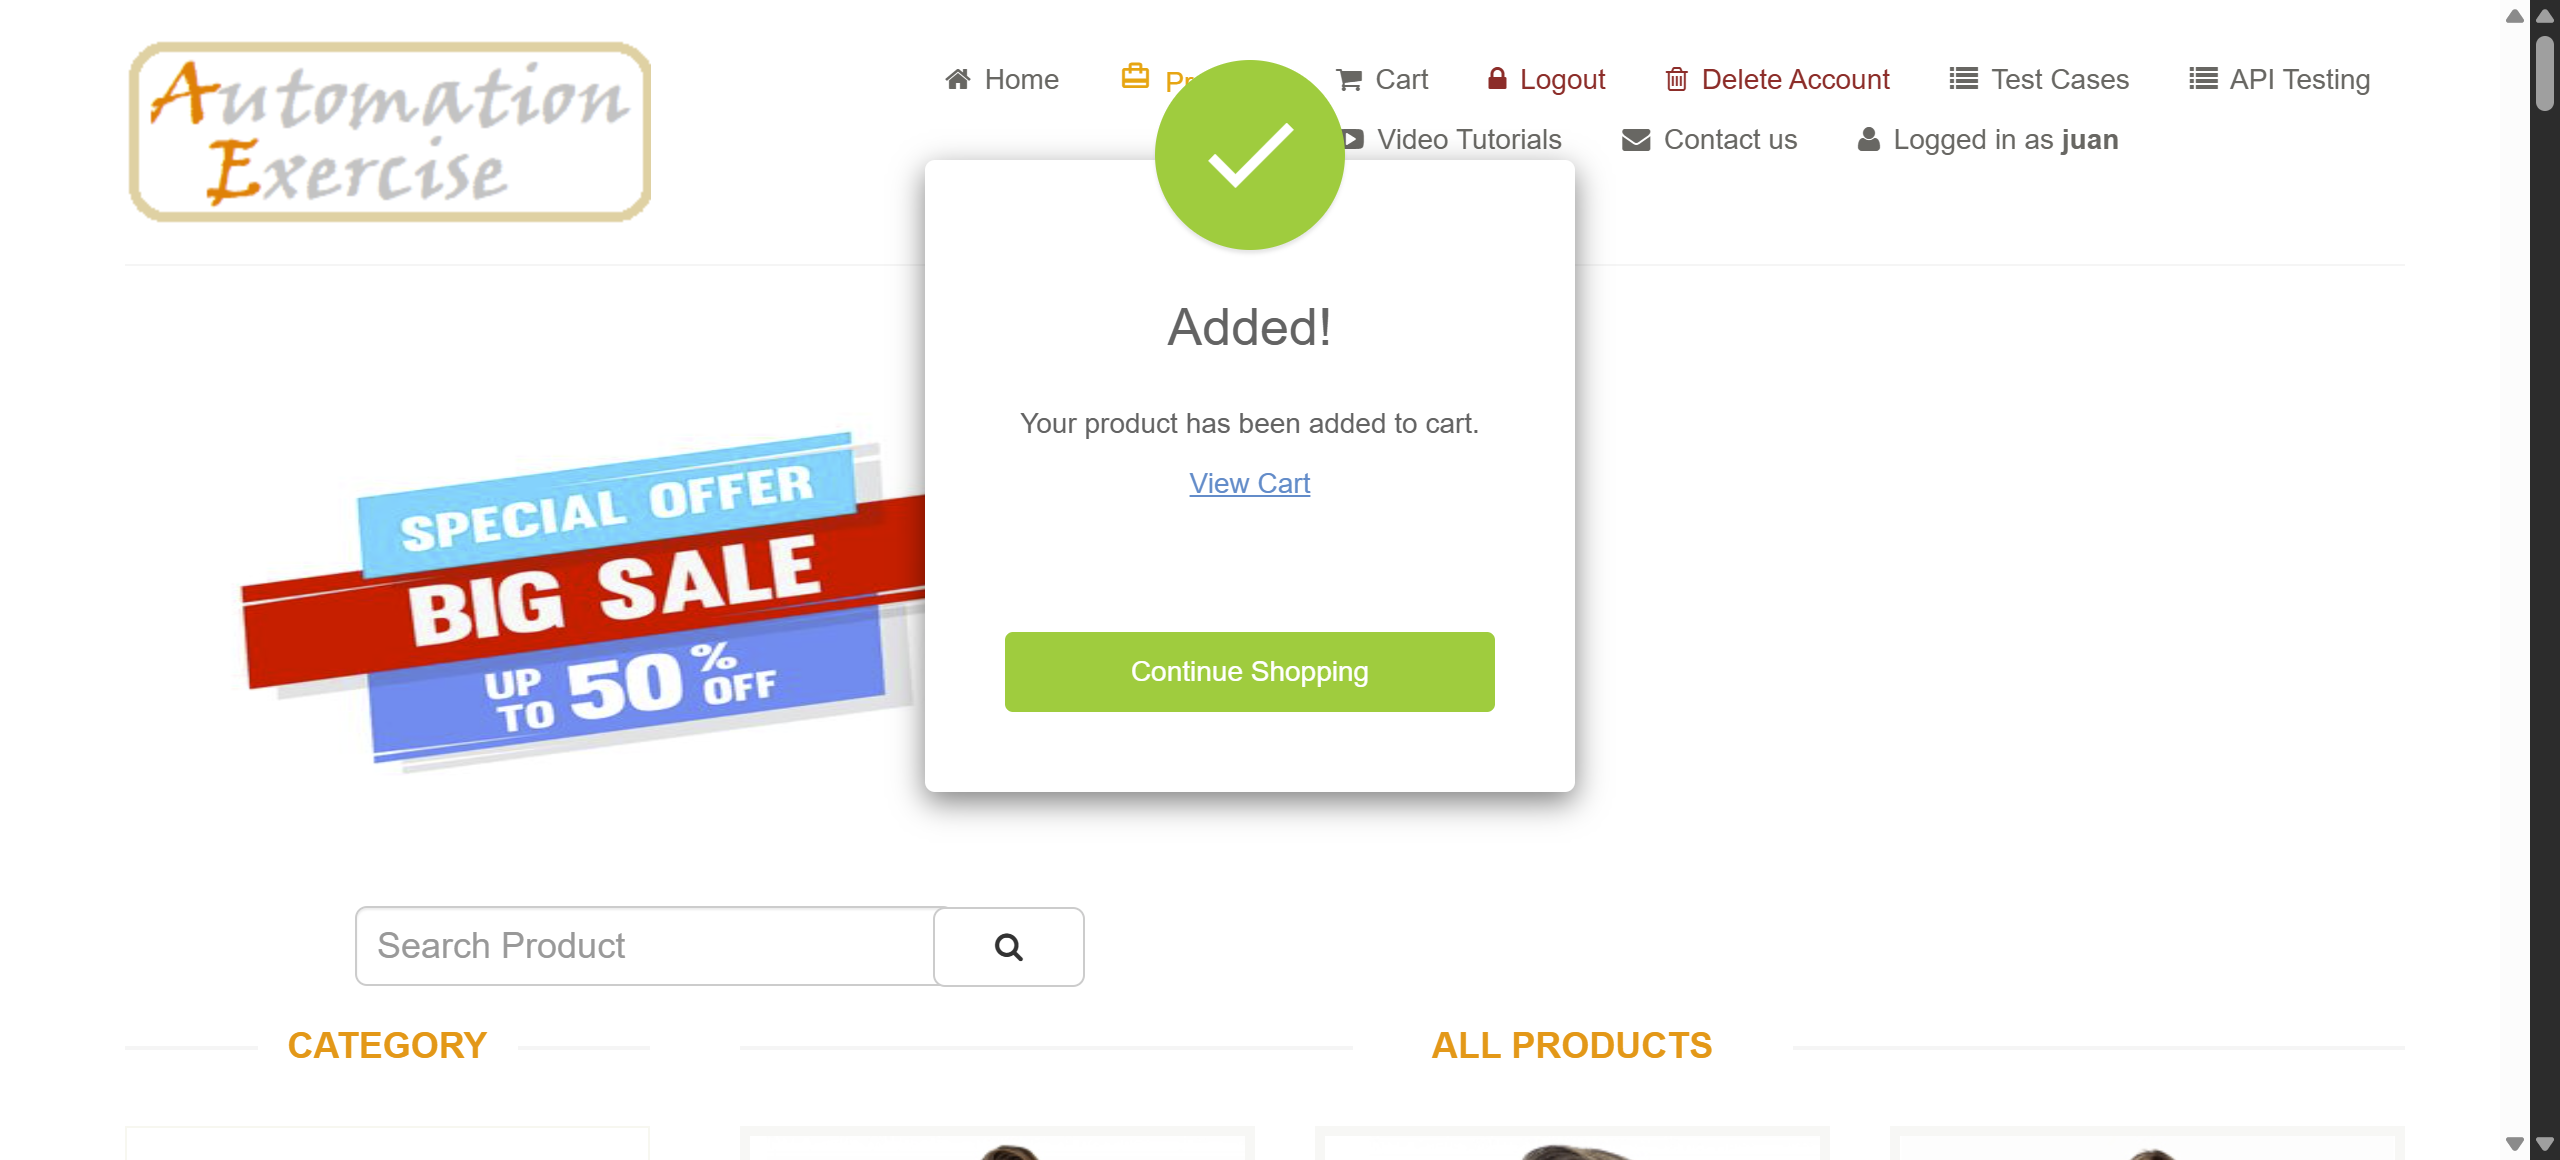 Automation
Exercise
Home
Cart
Logout
Delete Account
Test Cases
API Testing
Video Tutorials
Contact us
Logged in as juan
Added!
Your product has been added to cart.
View Cart
Continue Shopping
SPECIAL OFFER
BIG SALE
UP TO 50% OFF
Search Product
CATEGORY
ALL PRODUCTS